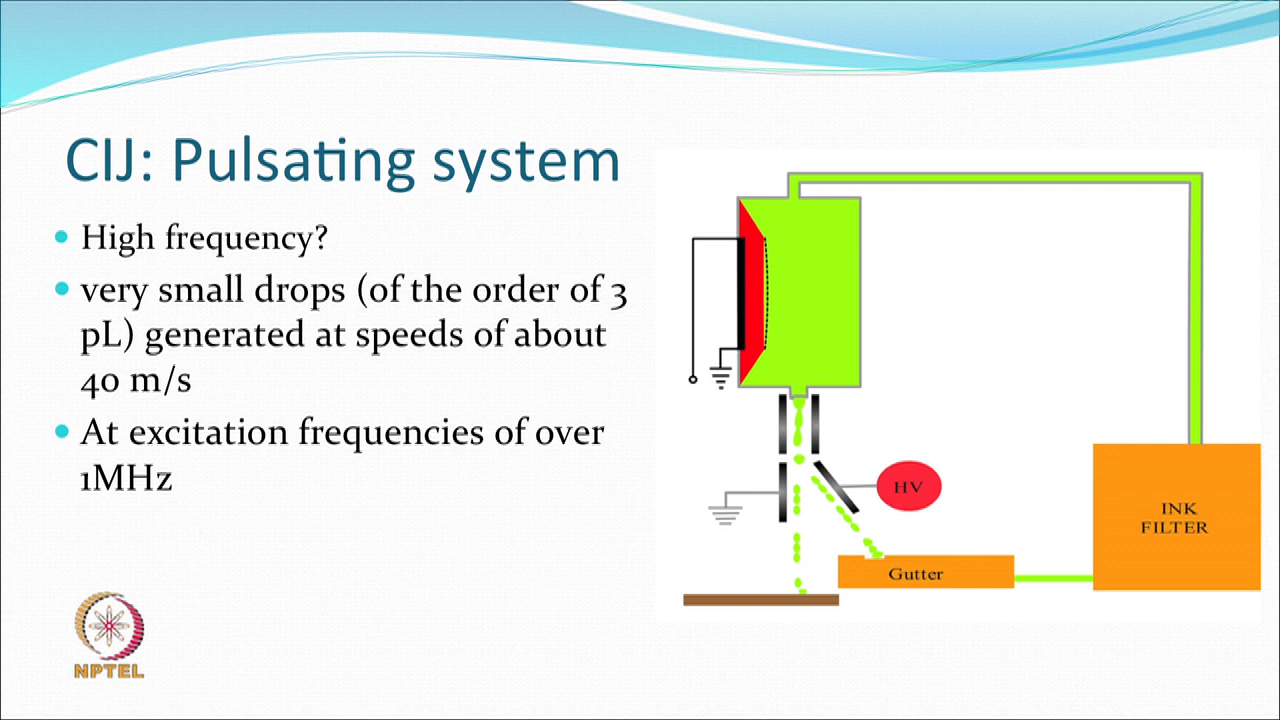 CIJ: Pulsating system
High frequency?
very small drops (of the order of 3
pL) generated at speeds of about
40 m/s
At excitation frequencies of over
1MHz
HV
INK
FILTER
Gutter
NPTEL